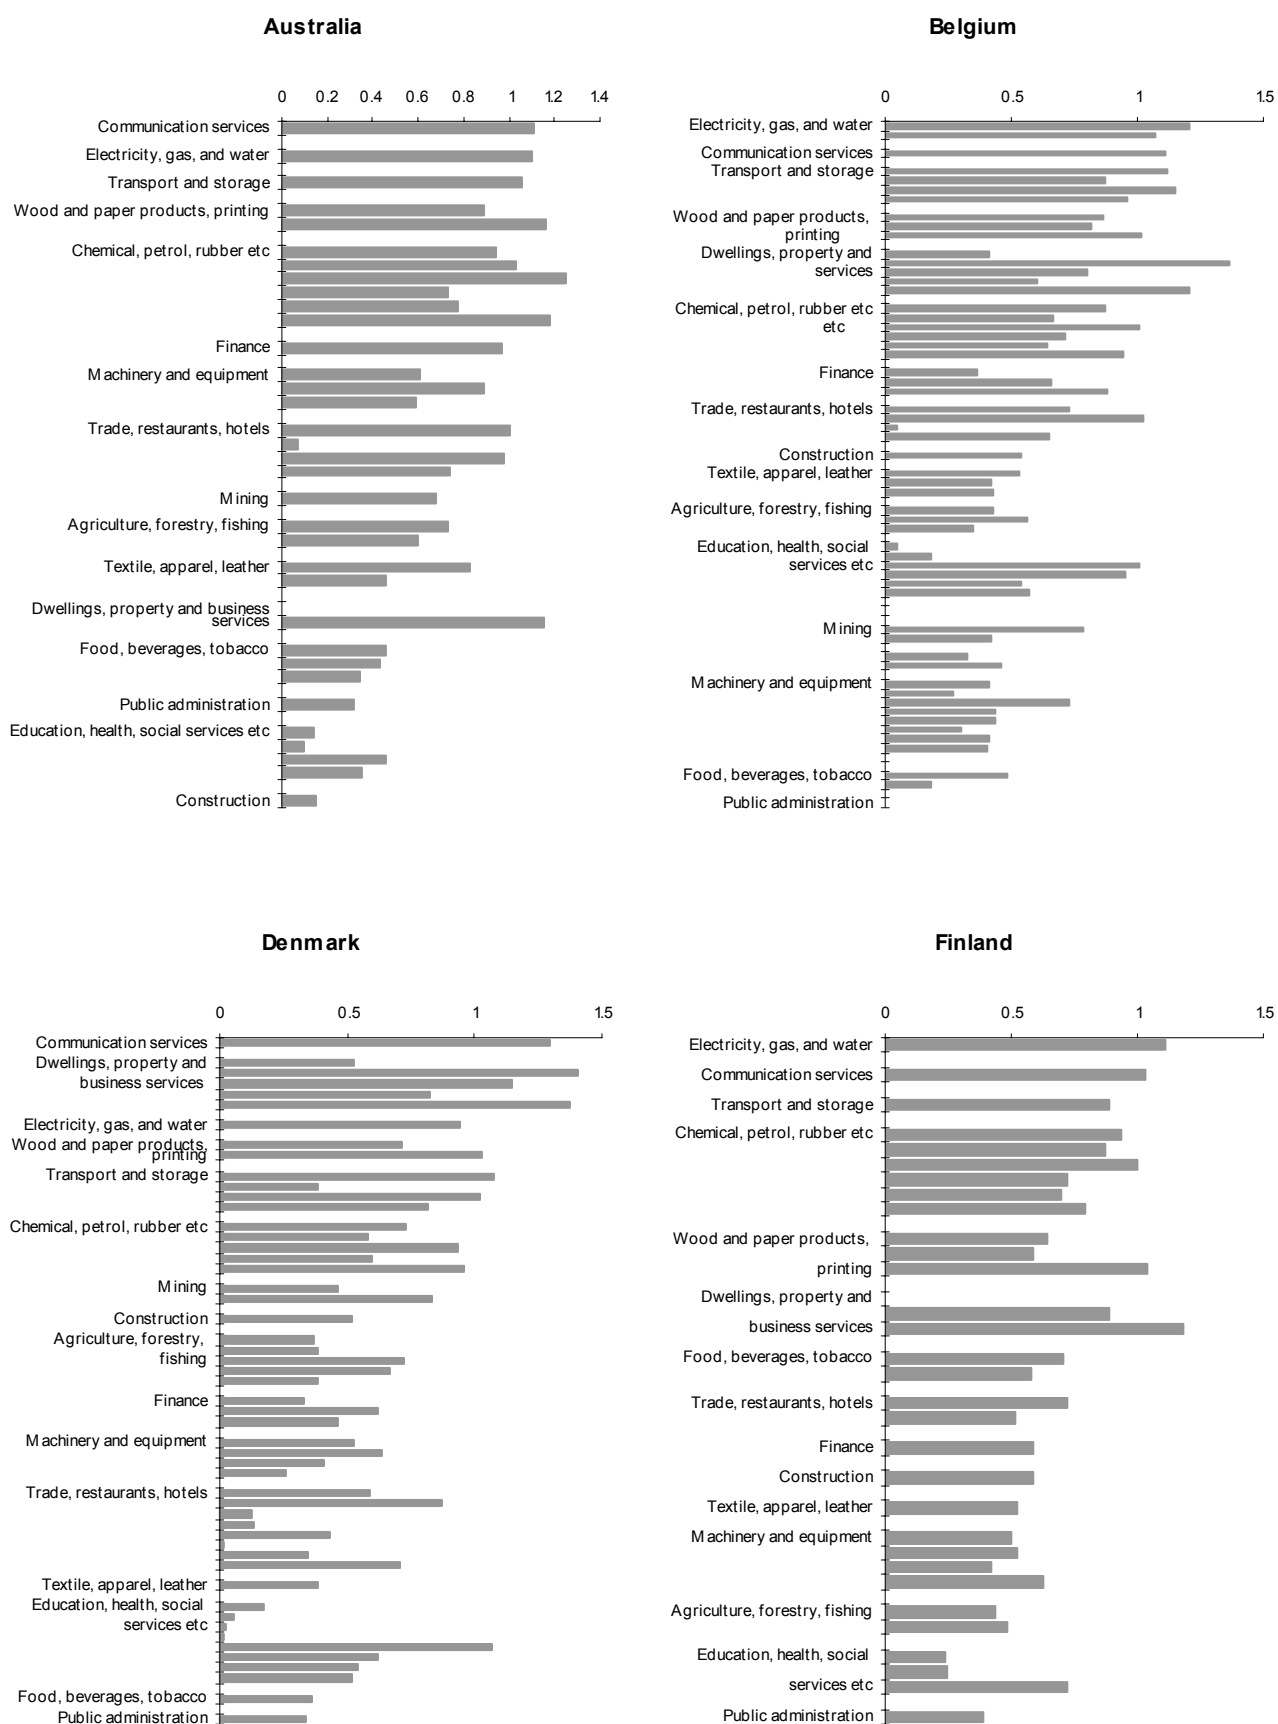 Australia
0 0.2 0.4 0.6 0.8 1 1.2 1.4
Communication services
Electricity, gas, and water
Transport and storage
Wood and paper products, printing
Chemical, petrol, rubber etc
Finance
Machinery and equipment
Trade, restaurants, hotels
Mining
Agriculture, forestry, fishing
Textile, apparel, leather
Dwellings, property and business
services
Food, beverages, tobacco
Public administration
Education, health, social services etc
Construction
Belgium
0 0.5 1 1.5
Electricity, gas, and water
Communication services
Transport and storage
Wood and paper products,
printing
Dwellings, property and
services
Chemical, petrol, rubber etc
etc
Finance
Trade, restaurants, hotels
Construction
Textile, apparel, leather
Agriculture, forestry, fishing
Education, health, social
services etc
Mining
Machinery and equipment
Food, beverages, tobacco
Public administration
Denmark
0 0.5 1 1.5
Communication services
Dwellings, property and
business services
Electricity, gas, and water
Wood and paper products,
printing
Transport and storage
Chemical, petrol, rubber etc
Mining
Construction
Agriculture, forestry,
fishing
Finance
Machinery and equipment
Trade, restaurants, hotels
Textile, apparel, leather
Education, health, social
services etc
Food, beverages, tobacco
Public administration
Finland
0 0.5 1 1.5
Electricity, gas, and water
Communication services
Transport and storage
Chemical, petrol, rubber etc
Wood and paper products,
printing
Dwellings, property and
business services
Food, beverages, tobacco
Trade, restaurants, hotels
Finance
Construction
Textile, apparel, leather
Machinery and equipment
Agriculture, forestry, fishing
Education, health, social
services etc
Public administration